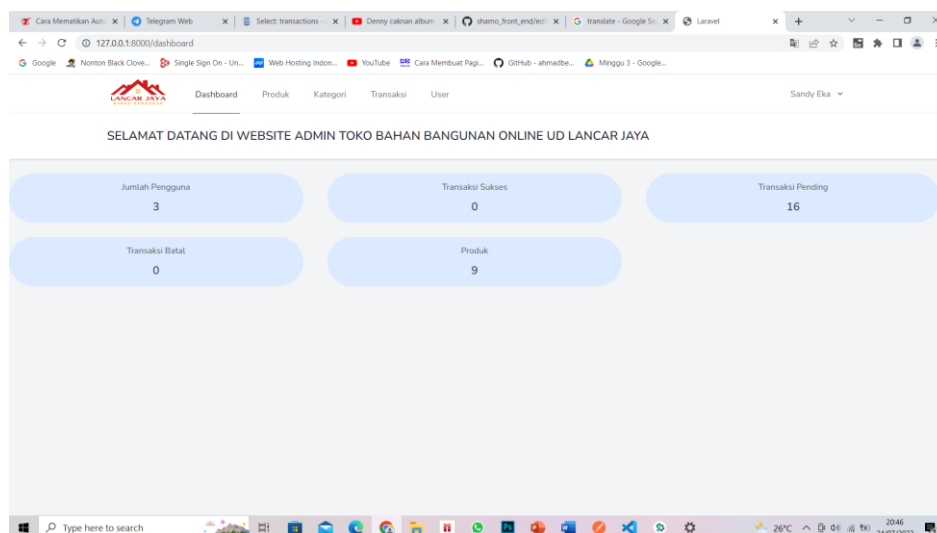 Cara Mematikan Auto
Telegram Web
Select: transactions -
Denny caknan album
shamo_front_end/edi
translate - Google Se
Laravel
127.0.0.1:8000/dashboard
Google
Nonton Black Clove...
Single Sign On - Un...
Web Hosting Indon...
YouTube
Cara Membuat Pagi...
GitHub - ahmadbe...
Minggu 3 - Google...
LANCAR JAYA
BAHAN BANGUNAN
Dashboard
Produk
Kategori
Transaksi
User
Sandy Eka
SELAMAT DATANG DI WEBSITE ADMIN TOKO BAHAN BANGUNAN ONLINE UD LANCAR JAYA
Jumlah Pengguna
3
Transaksi Sukses
0
Transaksi Pending
16
Transaksi Batal
0
Produk
9
Type here to search
26°C
20:46